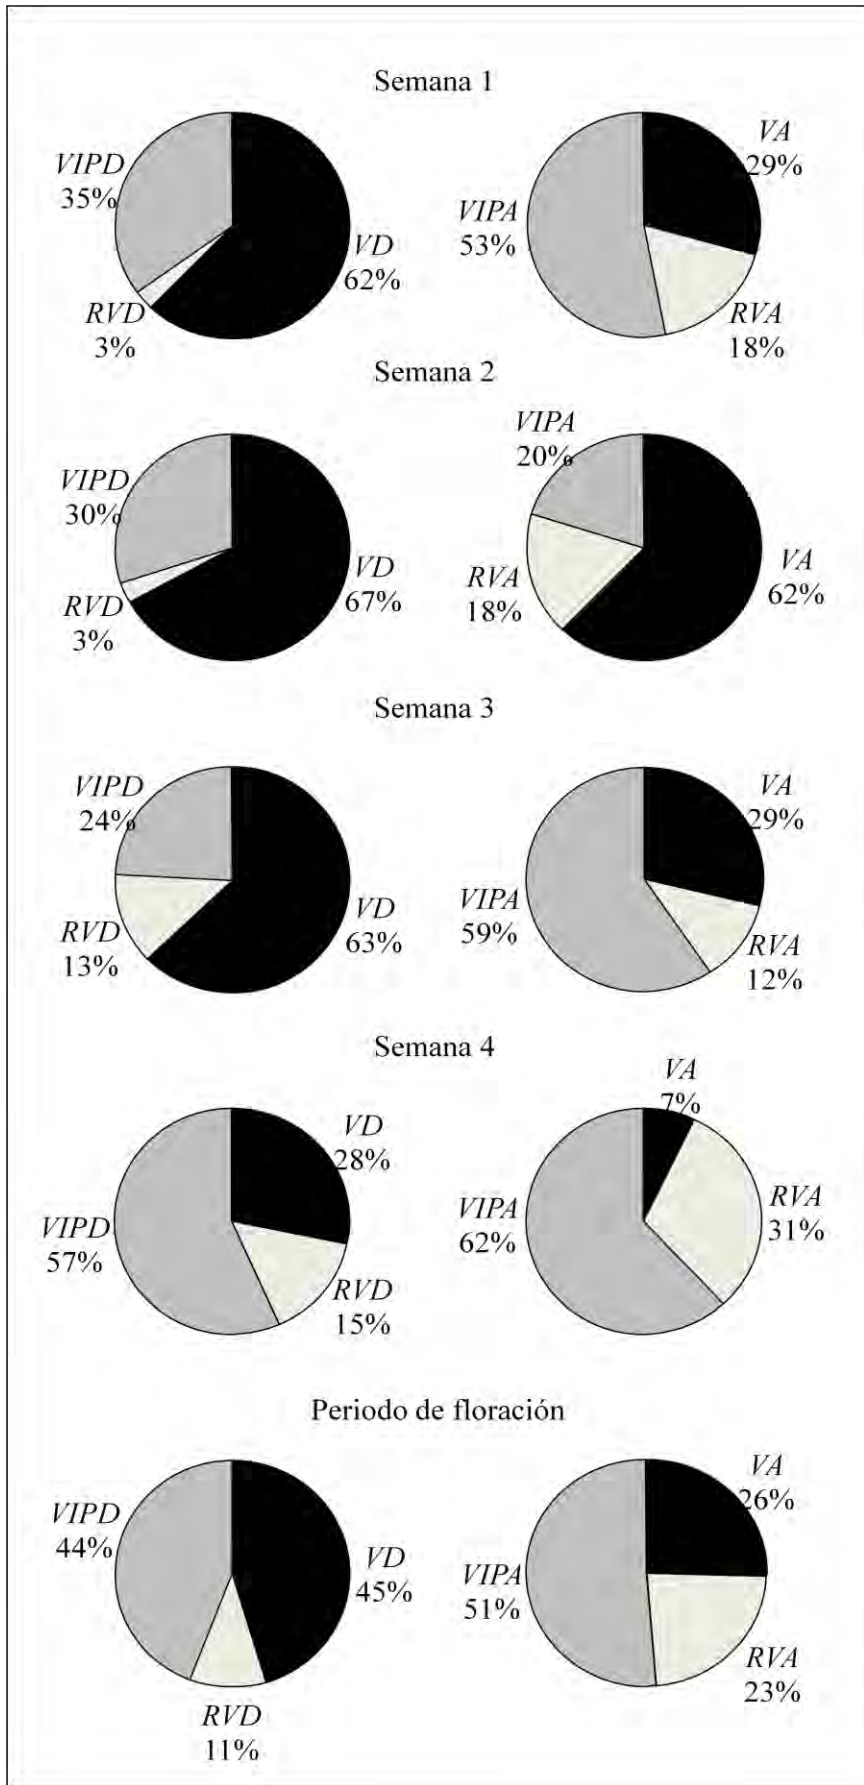 Semana 1
VIPD
35%
VD
62%
RVD
3%
VA
29%
VIPA
53%
RVA
18%
Semana 2
VIPD
30%
VD
67%
RVD
3%
VIPA
20%
RVA
18%
VA
62%
Semana 3
VIPD
24%
VD
63%
RVD
13%
VA
29%
VIPA
59%
RVA
12%
Semana 4
VD
28%
VIPD
57%
RVD
15%
VA
7%
VIPA
62%
RVA
31%
Periodo de floración
VIPD
44%
VD
45%
RVD
11%
VA
26%
VIPA
51%
RVA
23%